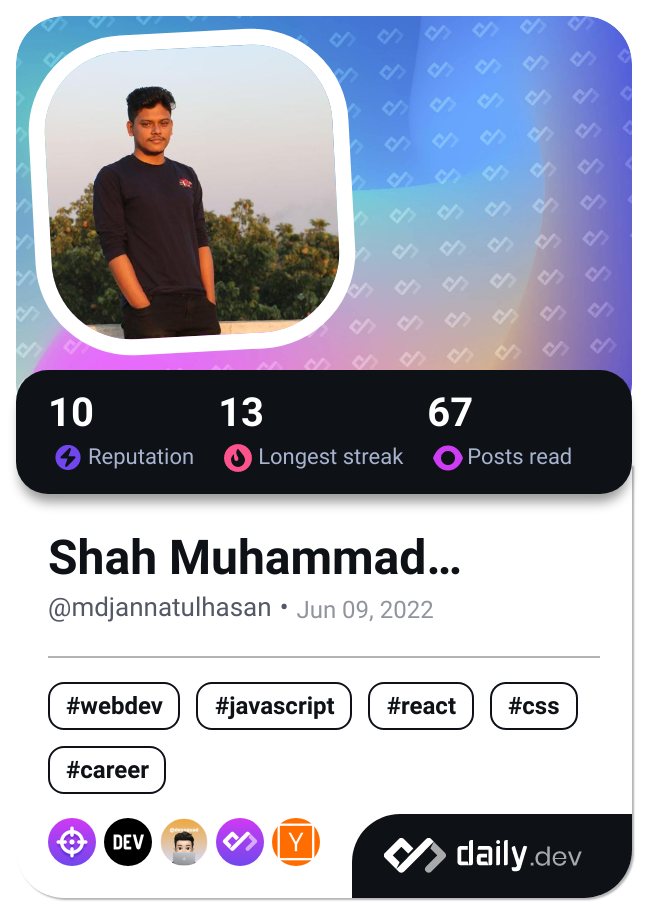 10 13 67
Reputation Longest streak Posts read
Shah Muhammad...
@mdjannatulhasan • Jun 09, 2022
#webdev #javascript #react #css
#career
DEV Y daily.dev